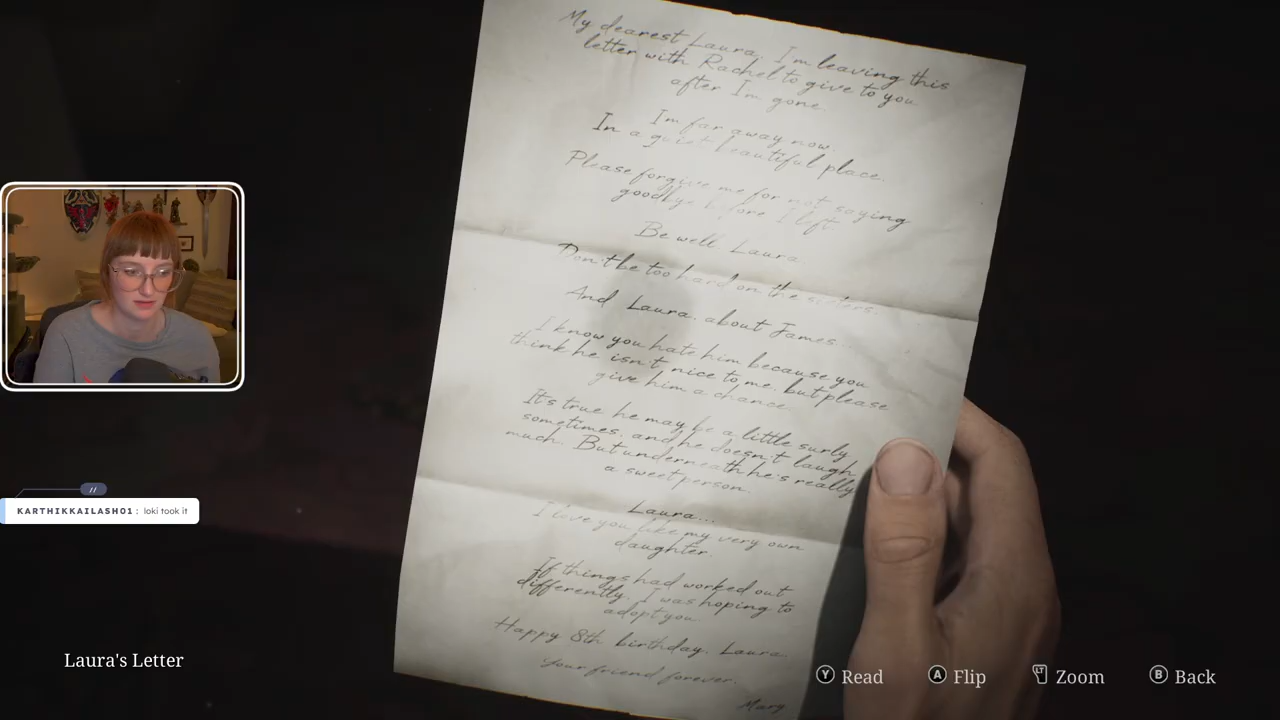 My dearest Laura. I'm leaving this
letter with Rachel to give to you
after I'm gone.
I'm far away now.
In a quiet beautiful place.
Please forgive me for not saying
goodbye before I left.
Be well, Laura.
Don't be too hard on the sisters.
And Laura, about James...
I know you hate him because you
think he isn't nice to me, but please
give him a chance.
It's true he may be a little surly
sometimes, and he doesn't laugh
much. But underneath he's really
a sweet person.
Laura...
I love you like my very own
daughter.
If things had worked out
differently, I was hoping to
adopt you.
Happy 8th birthday, Laura.
Your friend forever,
Mary
//
KARTHIKKAILASH01 : loki took it
Laura's Letter
Y Read A Flip LT Zoom B Back